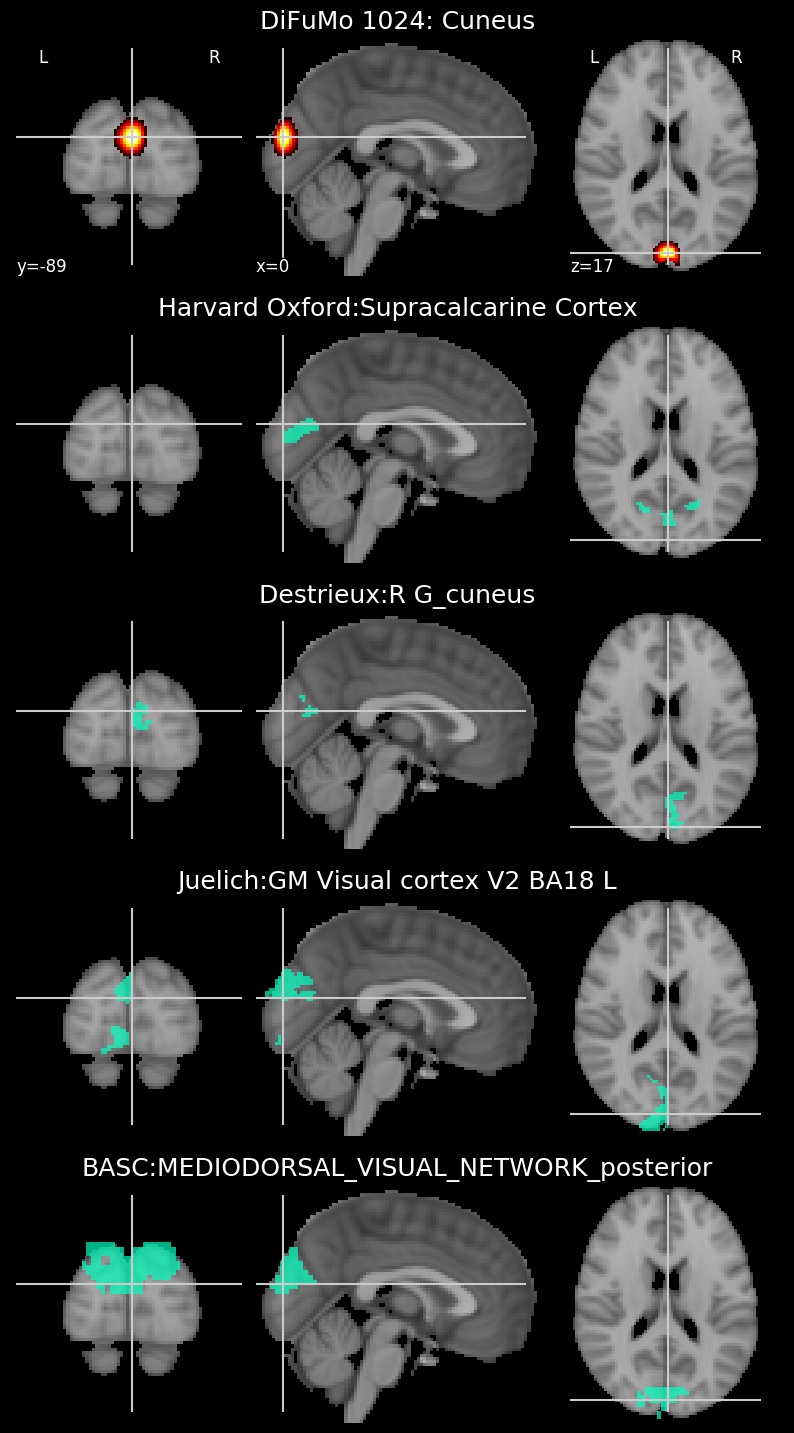 DiFuMo 1024: Cuneus
L R L R
y=-89 x=0 z=17
Harvard Oxford:Supracalcarine Cortex
Destrieux:R G_cuneus
Juelich:GM Visual cortex V2 BA18 L
BASC:MEDIODORSAL_VISUAL_NETWORK_posterior